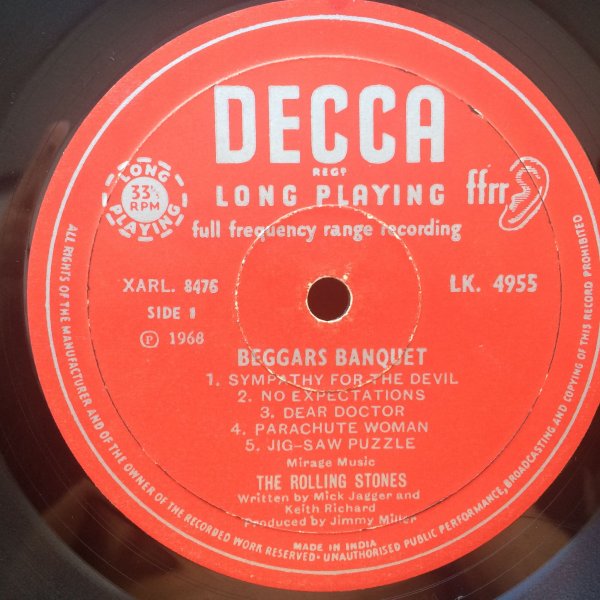 DECCA
REGD
LONG PLAYING
ffrr
full frequency range recording
LONG PLAYING
33⅓
RPM
XARL. 8476
LK. 4955
SIDE 1
Ⓟ 1968
BEGGARS BANQUET
1. SYMPATHY FOR THE DEVIL
2. NO EXPECTATIONS
3. DEAR DOCTOR
4. PARACHUTE WOMAN
5. JIG-SAW PUZZLE
Mirage Music
THE ROLLING STONES
Written by Mick Jagger and
Keith Richard
Produced by Jimmy Miller
MADE IN INDIA
ALL RIGHTS OF THE MANUFACTURER AND OF THE OWNER OF THE RECORDED WORK RESERVED·UNAUTHORISED PUBLIC PERFORMANCE, BROADCASTING AND COPYING OF THIS RECORD PROHIBITED